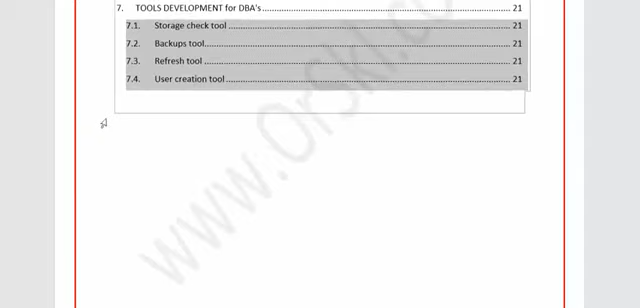 7. TOOLS DEVELOPMENT for DBA's 21
7.1. Storage check tool 21
7.2. Backups tool 21
7.3. Refresh tool 21
7.4. User creation tool 21